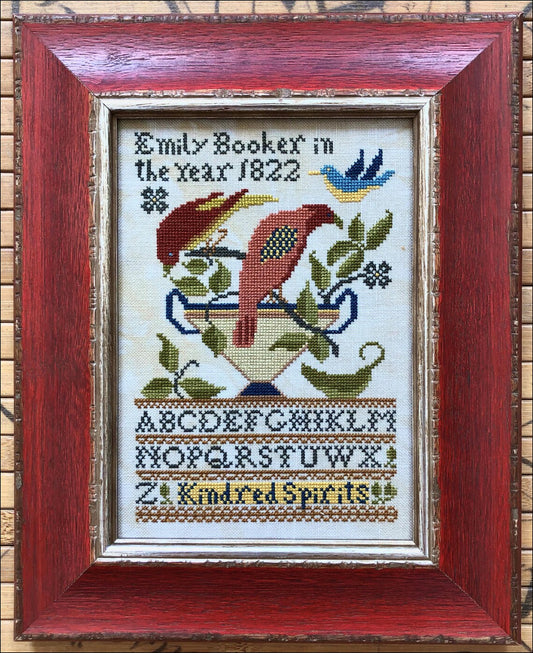 Emily Booker in
the Year 1822
ABCDEFGHIKLM
NOPQRSTUWX
Z Kindred Spirits